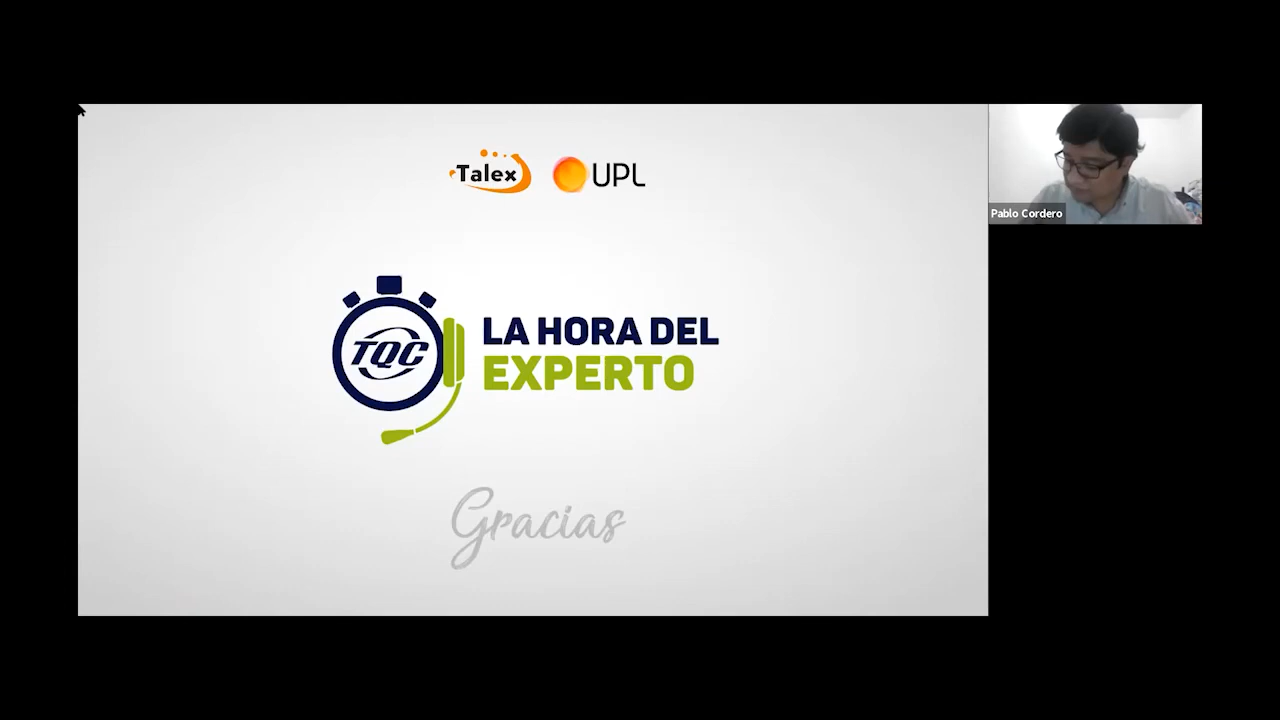 Talex
UPL
TQC
LA HORA DEL
EXPERTO
Gracias
Pablo Cordero